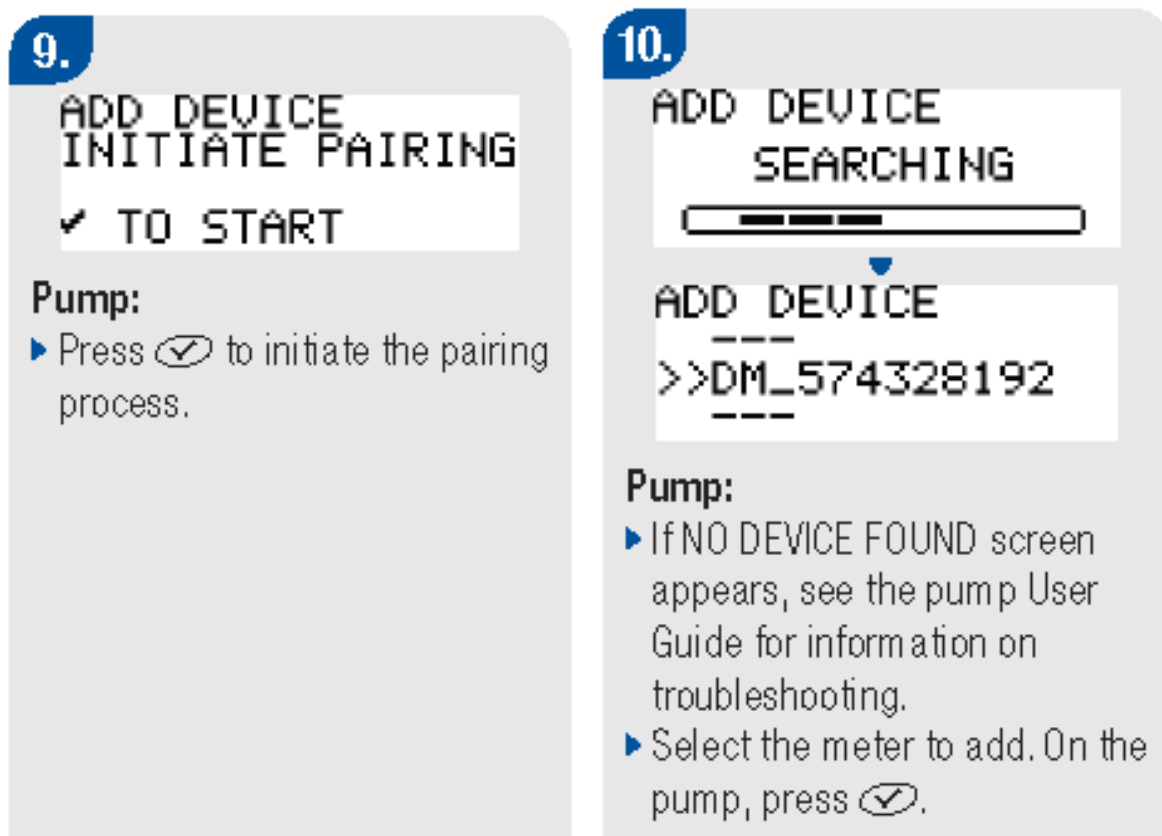 9.
ADD DEVICE
INITIATE PAIRING
✓ TO START
Pump:
Press ✓ to initiate the pairing
process.
10.
ADD DEVICE
SEARCHING
ADD DEVICE
---
>>DM_574328192
---
Pump:
If NO DEVICE FOUND screen
appears, see the pump User
Guide for information on
troubleshooting.
Select the meter to add. On the
pump, press ✓.